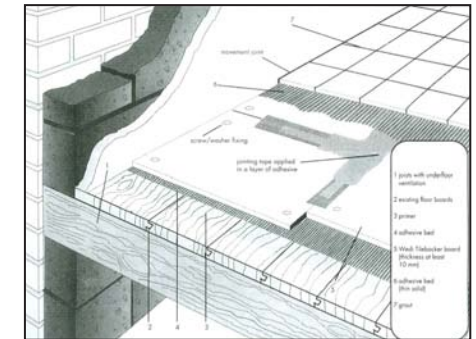 movement joint
7
6
screw/washer fixing
jointing tape applied
in a layer of adhesive
1
1 joists with underfloor
ventilation
2 existing floor boards
3 primer
4 adhesive bed
5 Wedi Tilebacker board
(thickness at least
10 mm)
6 adhesive bed
(thin solid)
7 grout
5
2
4
3